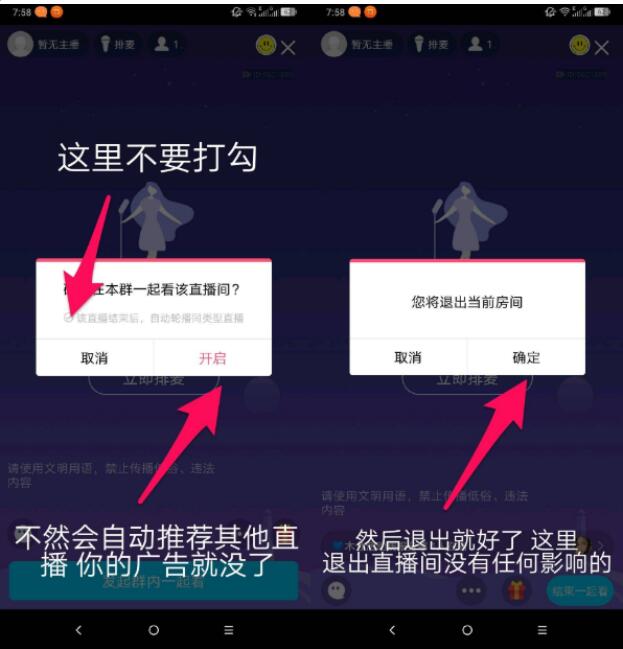 7:58
暂无主播
排麦
1
这里不要打勾
在本群一起看该直播间？
该直播结束后，自动轮播同类型直播
取消
开启
立即排麦
请使用文明用语，禁止传播低俗、违法
内容
不然会自动推荐其他直
播 你的广告就没了
发起群内一起看
7:58
暂无主播
排麦
1
您将退出当前房间
取消
确定
立即排麦
请使用文明用语，禁止传播低俗、违法
内容
然后退出就好了 这里
退出直播间没有任何影响的
结束一起看